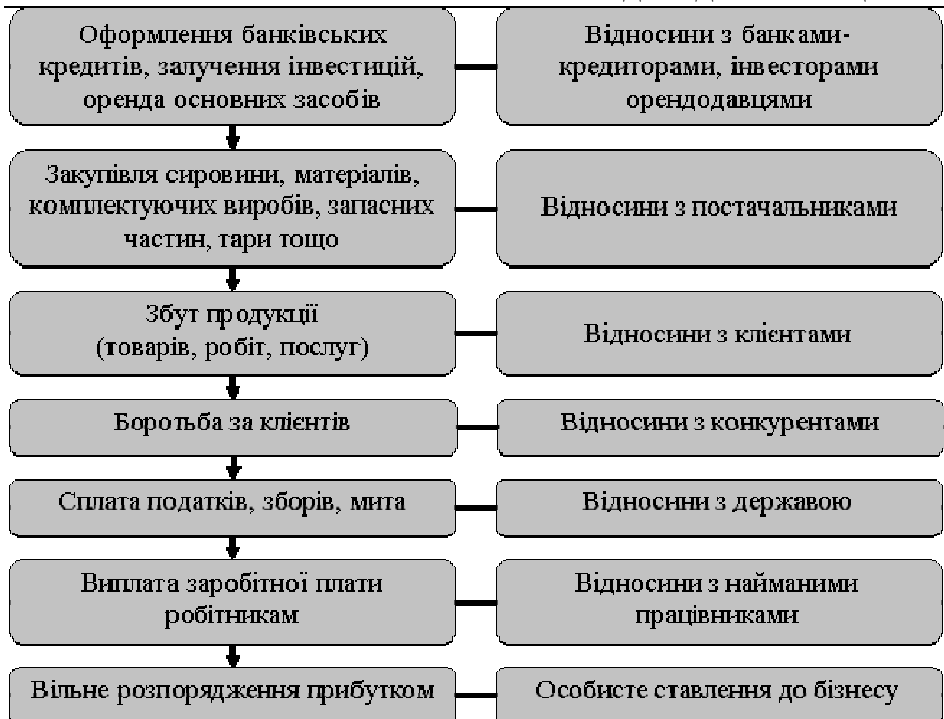 Оформлення банківських
кредитів, залучення інвестицій,
оренда основних засобів
Відносини з банками-
кредиторами, інвесторами
орендодавцями
Закупівля сировини, матеріалів,
комплектуючих виробів, запасних
частин, тари тощо
Відносини з постачальниками
Збут продукції
(товарів, робіт, послуг)
Відносини з клієнтами
Боротьба за клієнтів
Відносини з конкурентами
Сплата податків, зборів, мита
Відносини з державою
Виплата заробітної плати
робітникам
Відносини з найманими
працівниками
Вільне розпорядження прибутком
Особисте ставлення до бізнесу